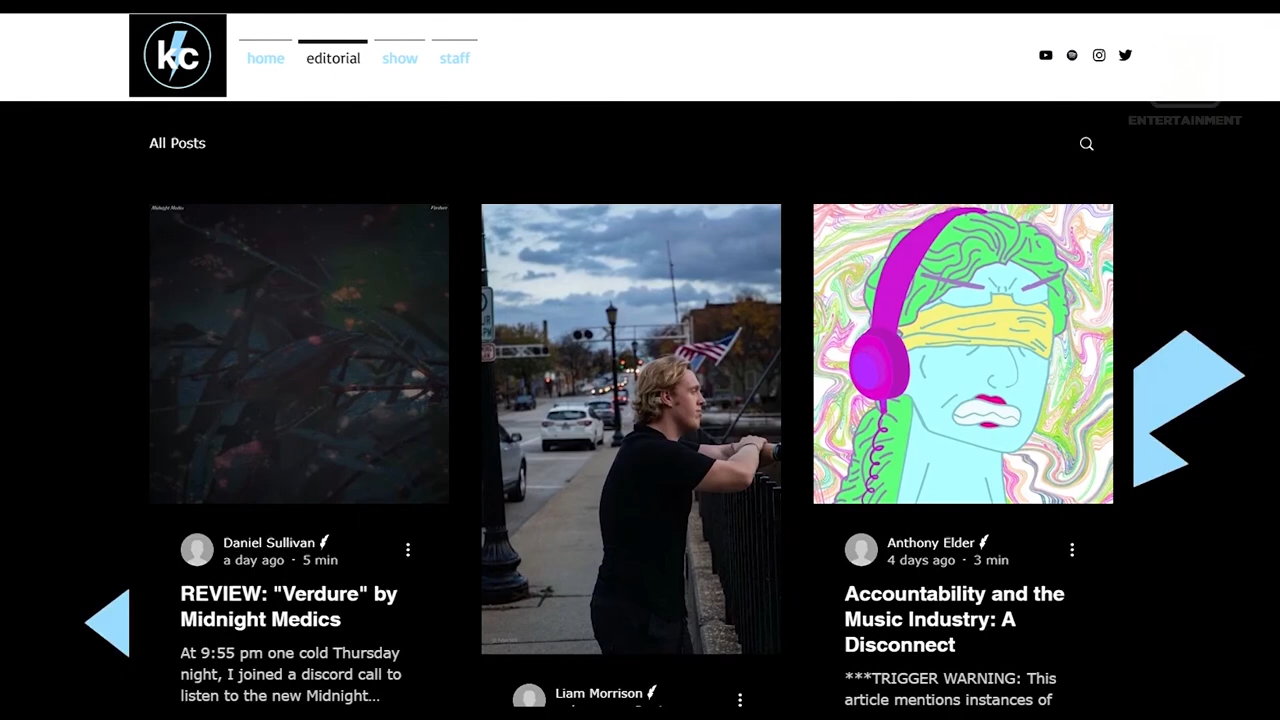 kc
home
editorial
show
staff
ENTERTAINMENT
All Posts
Midnight Medics
Verdure
Daniel Sullivan
a day ago · 5 min
REVIEW: "Verdure" by
Midnight Medics
At 9:55 pm one cold Thursday
night, I joined a discord call to
listen to the new Midnight...
Liam Morrison
Anthony Elder
4 days ago · 3 min
Accountability and the
Music Industry: A
Disconnect
***TRIGGER WARNING: This
article mentions instances of